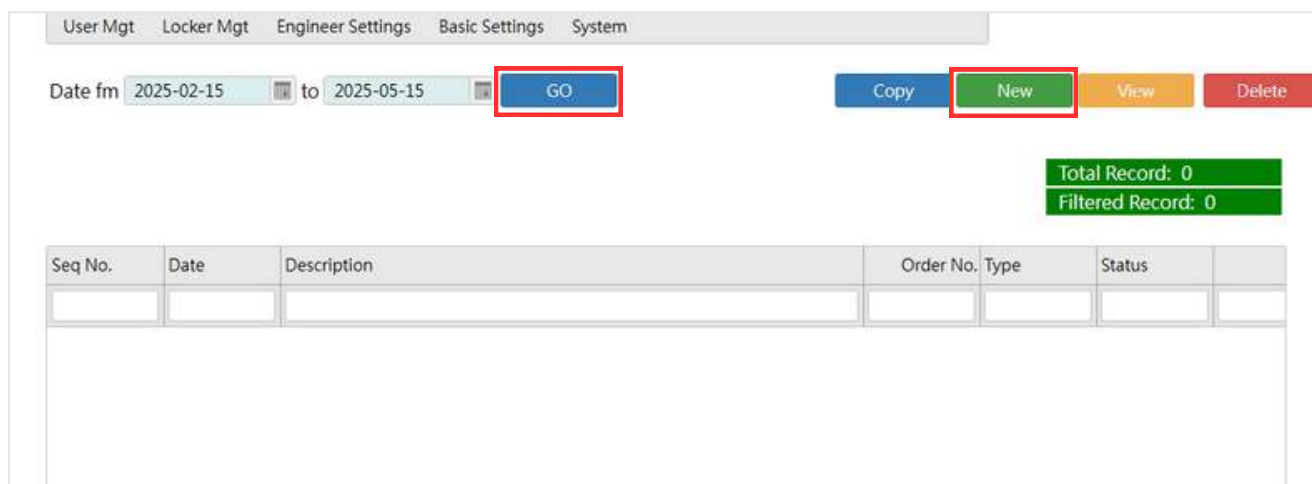 User Mgt Locker Mgt Engineer Settings Basic Settings System
Date fm 2025-02-15 to 2025-05-15 GO Copy New View Delete
Total Record: 0
Filtered Record: 0
Seq No. Date Description Order No. Type Status